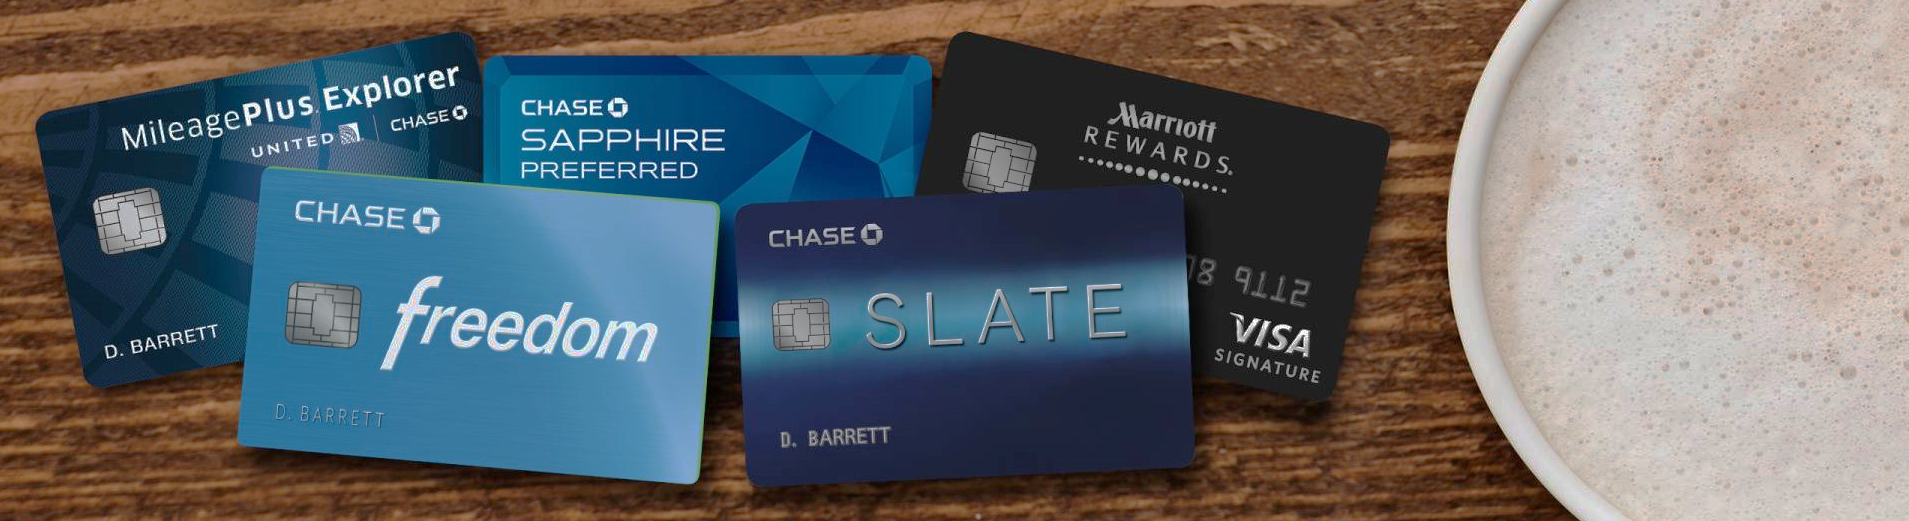 MileagePlus Explorer
UNITED | CHASE
D. BARRETT
CHASE
SAPPHIRE
PREFERRED
Marriott
REWARDS.
9112
VISA
SIGNATURE
CHASE
freedom
D. BARRETT
CHASE
SLATE
D. BARRETT